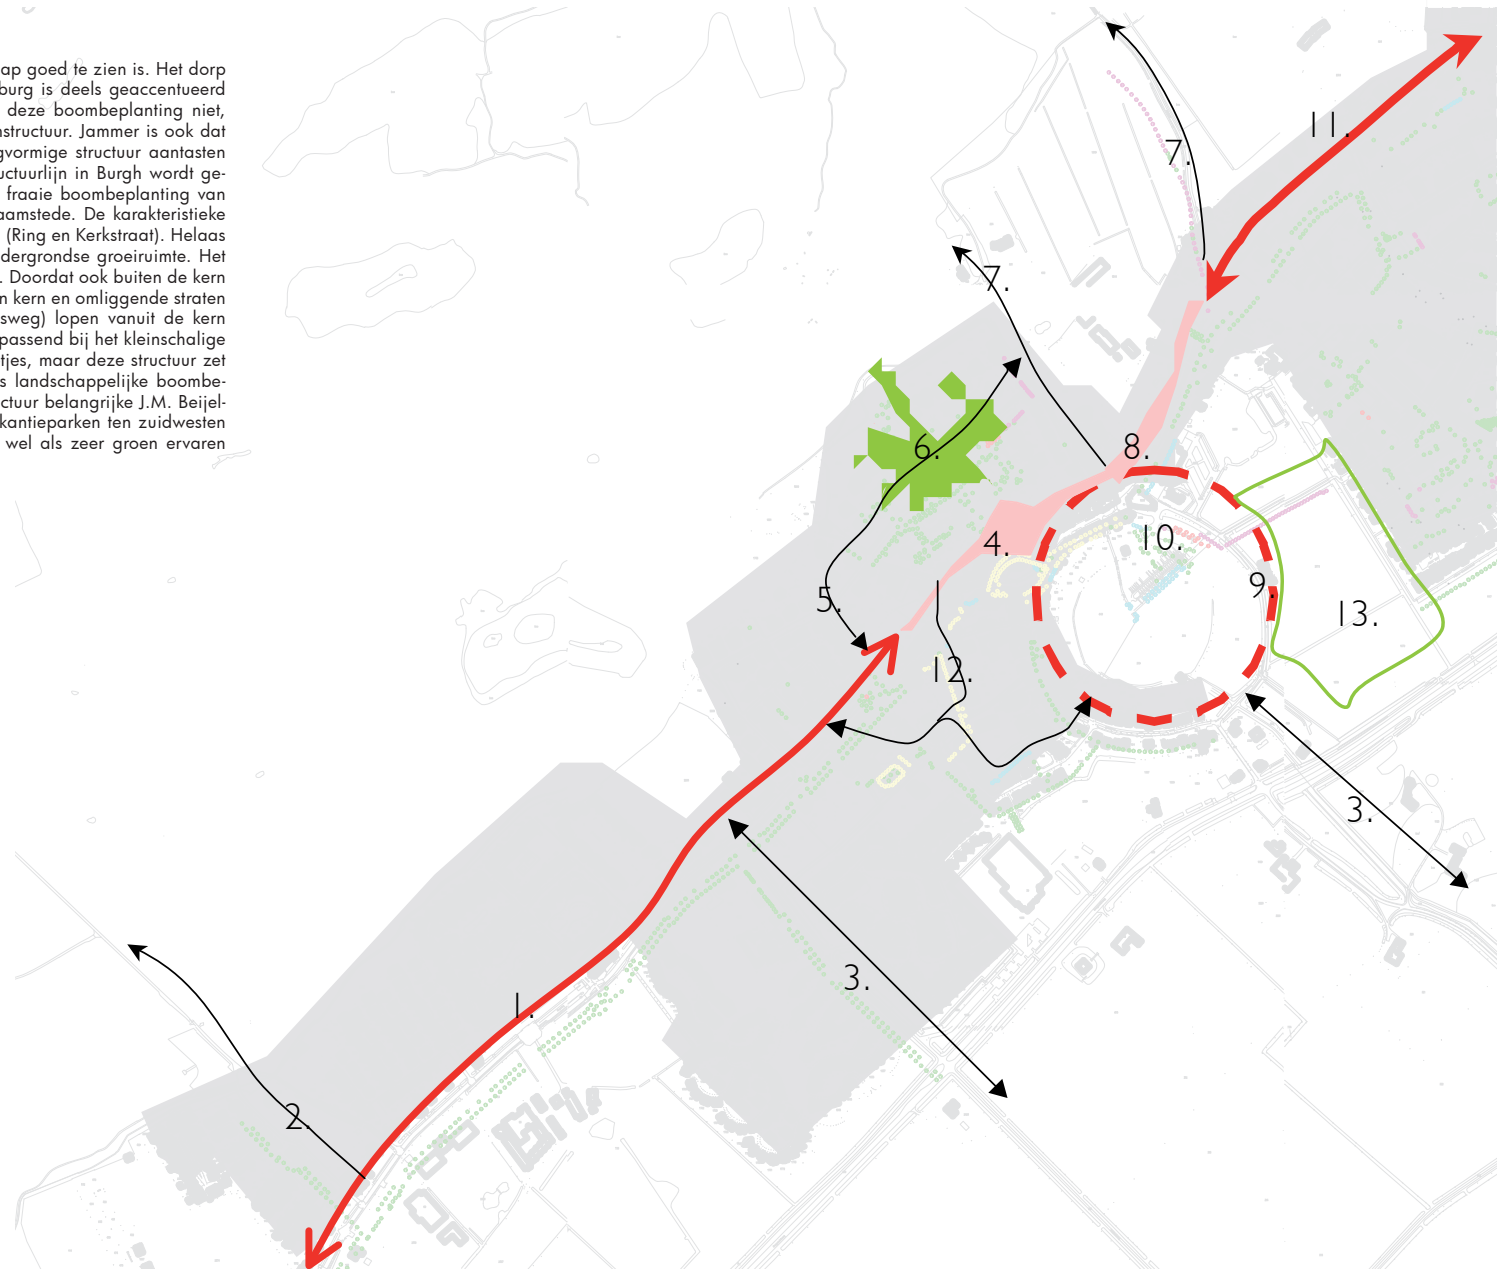 ap goed te zien is. Het dorp
burg is deels geaccentueerd
deze boombeplanting niet,
nstructuur. Jammer is ook dat
gvormige structuur aantasten
uctuurlijn in Burgh wordt ge-
fraaie boombeplanting van
aamstede. De karakteristieke
(Ring en Kerkstraat). Helaas
dergrondse groeiruimte. Het
. Doordat ook buiten de kern
n kern en omliggende straten
sweg) lopen vanuit de kern
passend bij het kleinschalige
tjes, maar deze structuur zet
s landschappelijke boombe-
ctuur belangrijke J.M. Beijel-
kantieparken ten zuidwesten
wel als zeer groen ervaren
11.
7.
7.
8.
6.
10.
4.
9.
5.
13.
12.
3.
3.
1.
2.